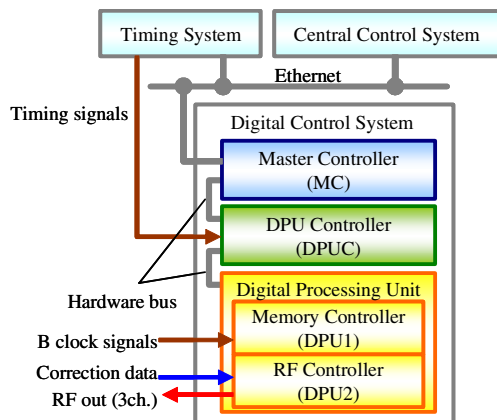 Timing System
Central Control System
Ethernet
Timing signals
Digital Control System
Master Controller
(MC)
DPU Controller
(DPUC)
Hardware bus
Digital Processing Unit
Memory Controller
(DPU1)
B clock signals
Correction data
RF Controller
(DPU2)
RF out (3ch.)